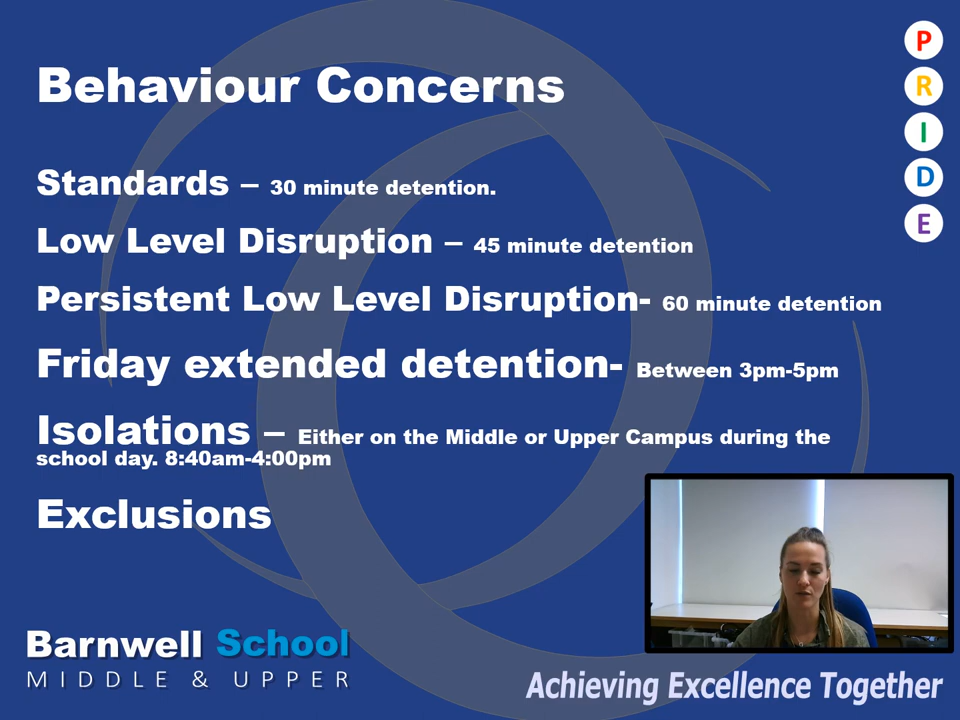 Behaviour Concerns
Standards – 30 minute detention.
Low Level Disruption – 45 minute detention
Persistent Low Level Disruption- 60 minute detention
Friday extended detention- Between 3pm-5pm
Isolations – Either on the Middle or Upper Campus during the
school day. 8:40am-4:00pm
Exclusions
P
R
I
D
E
Barnwell School
MIDDLE & UPPER
Achieving Excellence Together